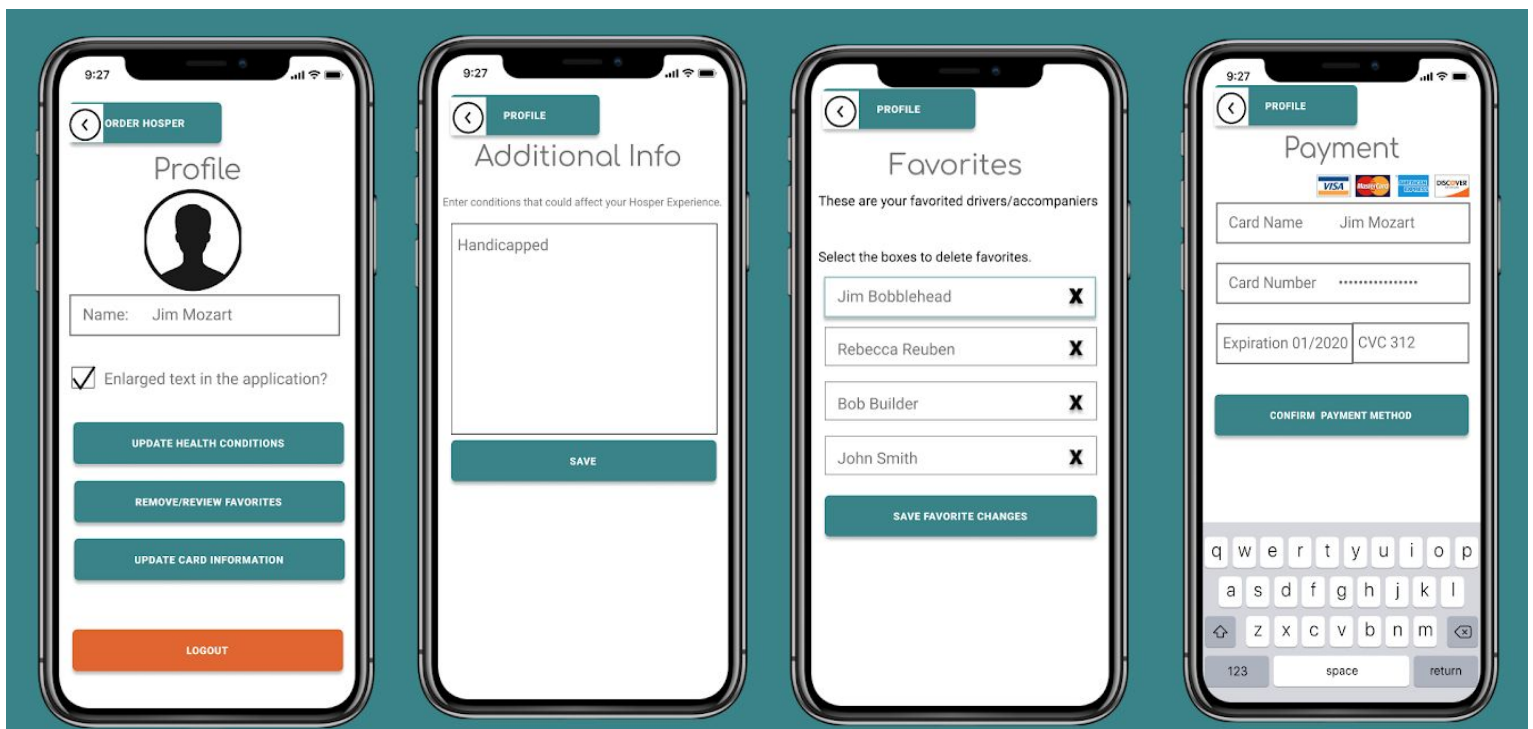 9:27
ORDER HOSPER
Profile
Name: Jim Mozart
Enlarged text in the application?
UPDATE HEALTH CONDITIONS
REMOVE/REVIEW FAVORITES
UPDATE CARD INFORMATION
LOGOUT
9:27
PROFILE
Additional Info
Enter conditions that could affect your Hosper Experience.
Handicapped
SAVE
PROFILE
Favorites
These are your favorited drivers/accompaniers
Select the boxes to delete favorites.
Jim Bobblehead X
Rebecca Reuben X
Bob Builder X
John Smith X
SAVE FAVORITE CHANGES
9:27
PROFILE
Payment
VISA MasterCard AMERICAN EXPRESS DISCOVER
Card Name Jim Mozart
Card Number ••••••••••••••••
Expiration 01/2020 CVC 312
CONFIRM PAYMENT METHOD
q w e r t y u i o p
a s d f g h j k l
z x c v b n m
123 space return